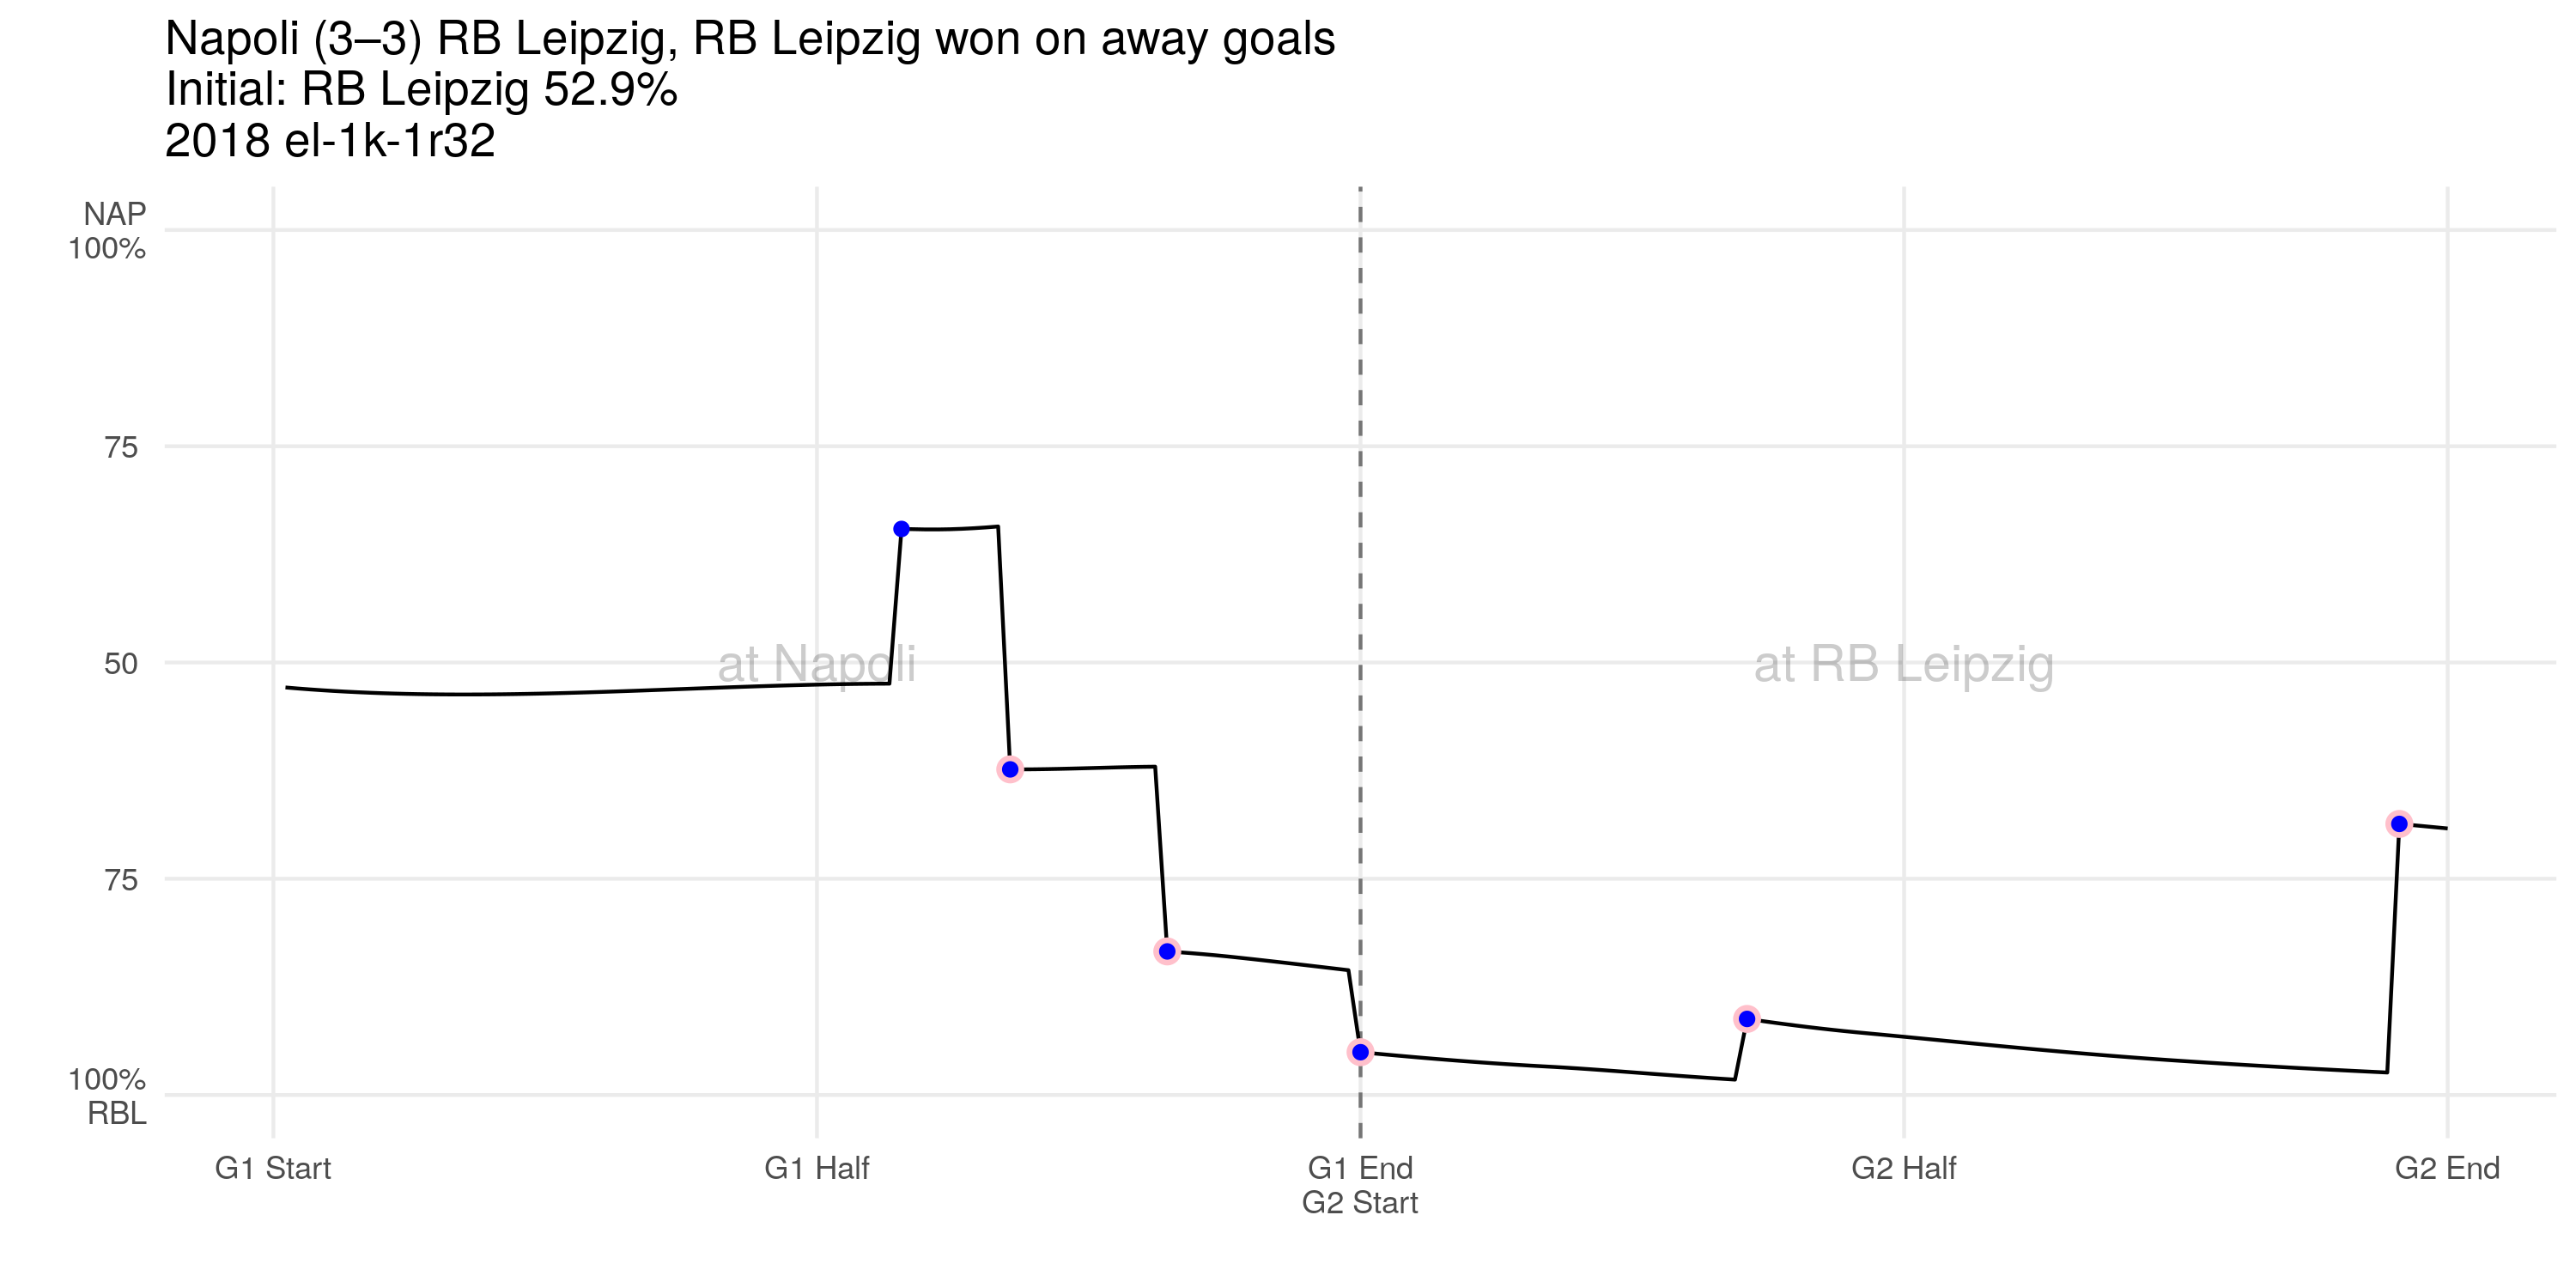 Napoli (3–3) RB Leipzig, RB Leipzig won on away goals
Initial: RB Leipzig 52.9%
2018 el-1k-1r32
NAP
100%
75
50
75
100%
RBL
at Napoli
at RB Leipzig
G1 Start
G1 Half
G1 End
G2 Start
G2 Half
G2 End